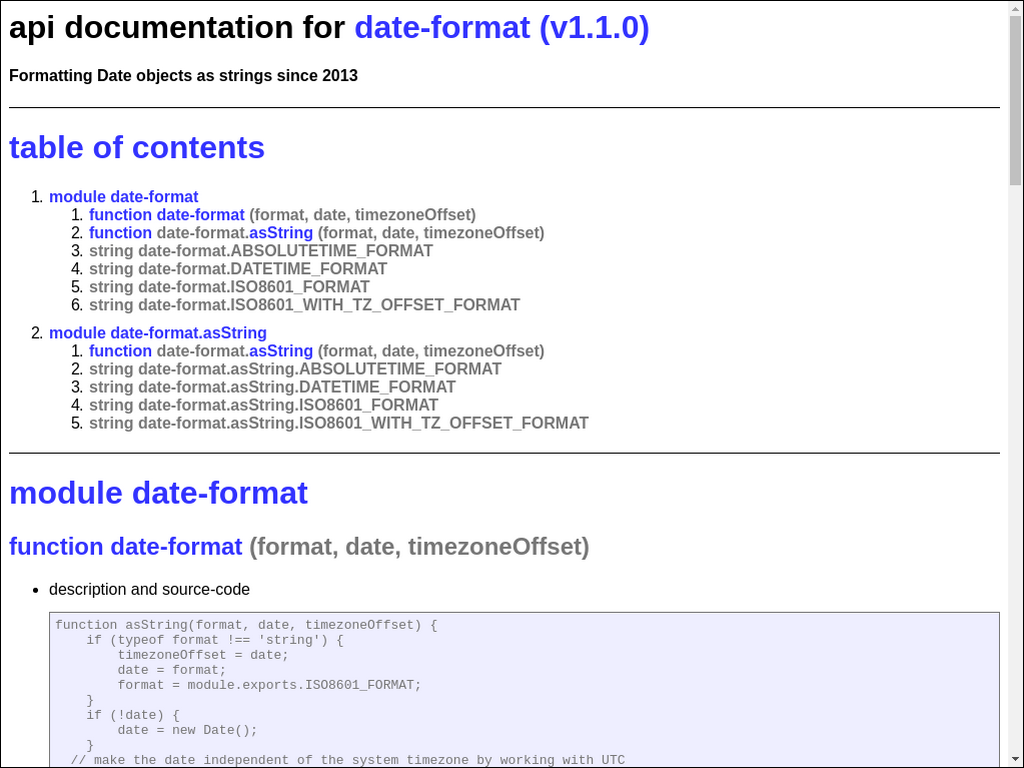 api documentation for date-format (v1.1.0)
Formatting Date objects as strings since 2013
table of contents
1. module date-format
1. function date-format (format, date, timezoneOffset)
2. function date-format.asString (format, date, timezoneOffset)
3. string date-format.ABSOLUTETIME_FORMAT
4. string date-format.DATETIME_FORMAT
5. string date-format.ISO8601_FORMAT
6. string date-format.ISO8601_WITH_TZ_OFFSET_FORMAT
2. module date-format.asString
1. function date-format.asString (format, date, timezoneOffset)
2. string date-format.asString.ABSOLUTETIME_FORMAT
3. string date-format.asString.DATETIME_FORMAT
4. string date-format.asString.ISO8601_FORMAT
5. string date-format.asString.ISO8601_WITH_TZ_OFFSET_FORMAT
module date-format
function date-format (format, date, timezoneOffset)
• description and source-code
function asString(format, date, timezoneOffset) {
    if (typeof format !== 'string') {
        timezoneOffset = date;
        date = format;
        format = module.exports.ISO8601_FORMAT;
    }
    if (!date) {
        date = new Date();
    }
  // make the date independent of the system timezone by working with UTC